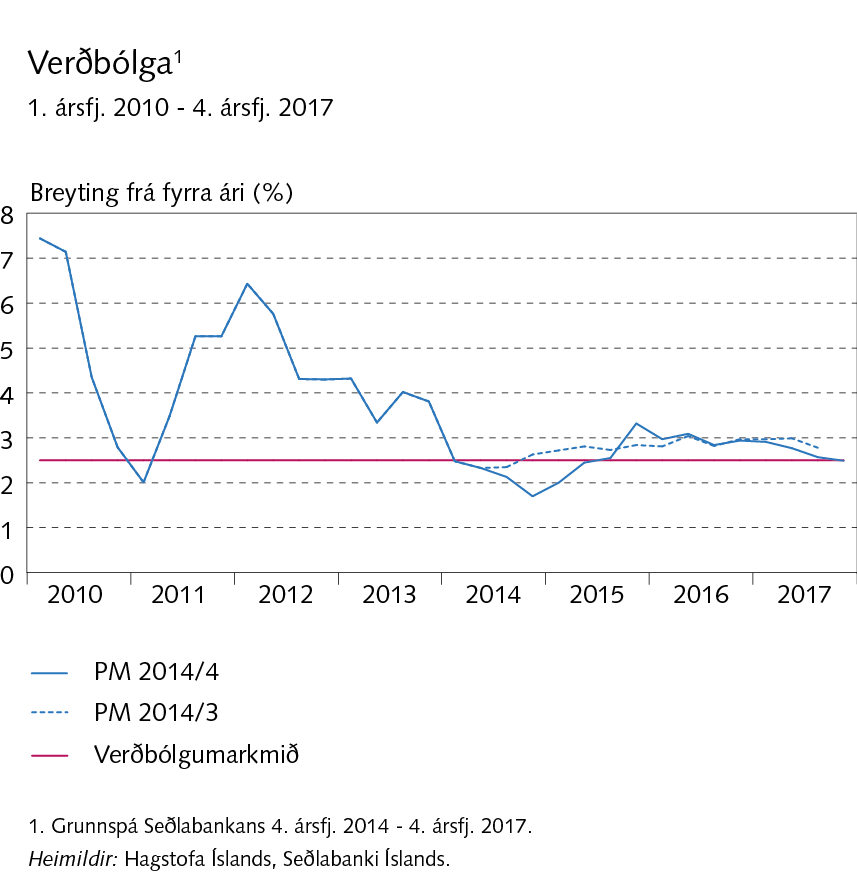 Verðbólga¹
1. ársfj. 2010 - 4. ársfj. 2017
Breyting frá fyrra ári (%)
8
7
6
5
4
3
2
1
0
2010 2011 2012 2013 2014 2015 2016 2017
PM 2014/4
PM 2014/3
Verðbólgumarkmið
1. Grunnspá Seðlabankans 4. ársfj. 2014 - 4. ársfj. 2017.
Heimildir: Hagstofa Íslands, Seðlabanki Íslands.